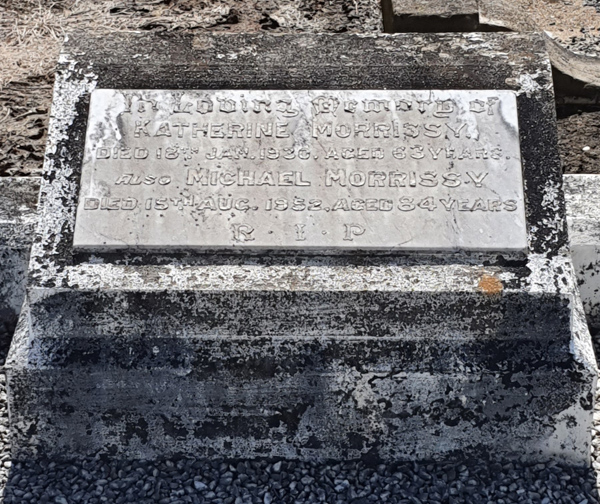 In Loving Memory of
KATHERINE MORRISSY,
DIED 18TH JAN. 1936. AGED 63 YEARS.
ALSO MICHAEL MORRISSY
DIED 15TH AUG. 1952. AGED 84 YEARS
R · I · P